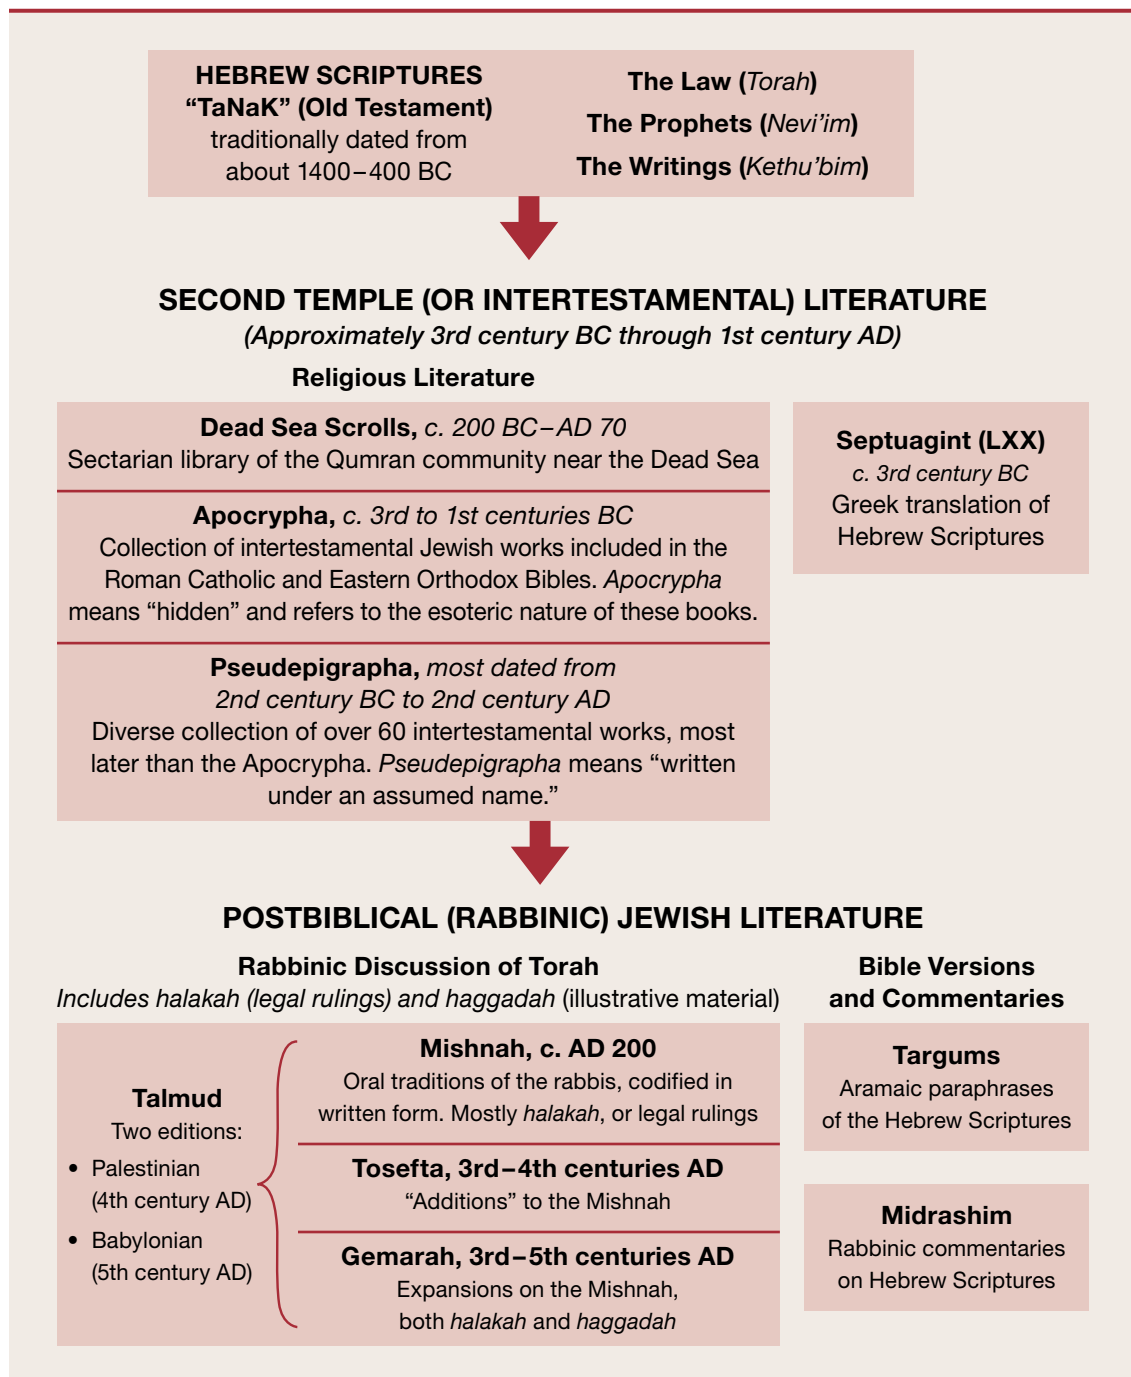 HEBREW SCRIPTURES
“TaNaK” (Old Testament)
traditionally dated from
about 1400–400 BC
The Law (Torah)
The Prophets (Nevi’im)
The Writings (Kethu’bim)
SECOND TEMPLE (OR INTERTESTAMENTAL) LITERATURE
(Approximately 3rd century BC through 1st century AD)
Religious Literature
Dead Sea Scrolls, c. 200 BC–AD 70
Sectarian library of the Qumran community near the Dead Sea
Apocrypha, c. 3rd to 1st centuries BC
Collection of intertestamental Jewish works included in the
Roman Catholic and Eastern Orthodox Bibles. Apocrypha
means “hidden” and refers to the esoteric nature of these books.
Pseudepigrapha, most dated from
2nd century BC to 2nd century AD
Diverse collection of over 60 intertestamental works, most
later than the Apocrypha. Pseudepigrapha means “written
under an assumed name.”
Septuagint (LXX)
c. 3rd century BC
Greek translation of
Hebrew Scriptures
POSTBIBLICAL (RABBINIC) JEWISH LITERATURE
Rabbinic Discussion of Torah
Includes halakah (legal rulings) and haggadah (illustrative material)
Talmud
Two editions:
• Palestinian
(4th century AD)
• Babylonian
(5th century AD)
Mishnah, c. AD 200
Oral traditions of the rabbis, codified in
written form. Mostly halakah, or legal rulings
Tosefta, 3rd–4th centuries AD
“Additions” to the Mishnah
Gemarah, 3rd–5th centuries AD
Expansions on the Mishnah,
both halakah and haggadah
Bible Versions
and Commentaries
Targums
Aramaic paraphrases
of the Hebrew Scriptures
Midrashim
Rabbinic commentaries
on Hebrew Scriptures